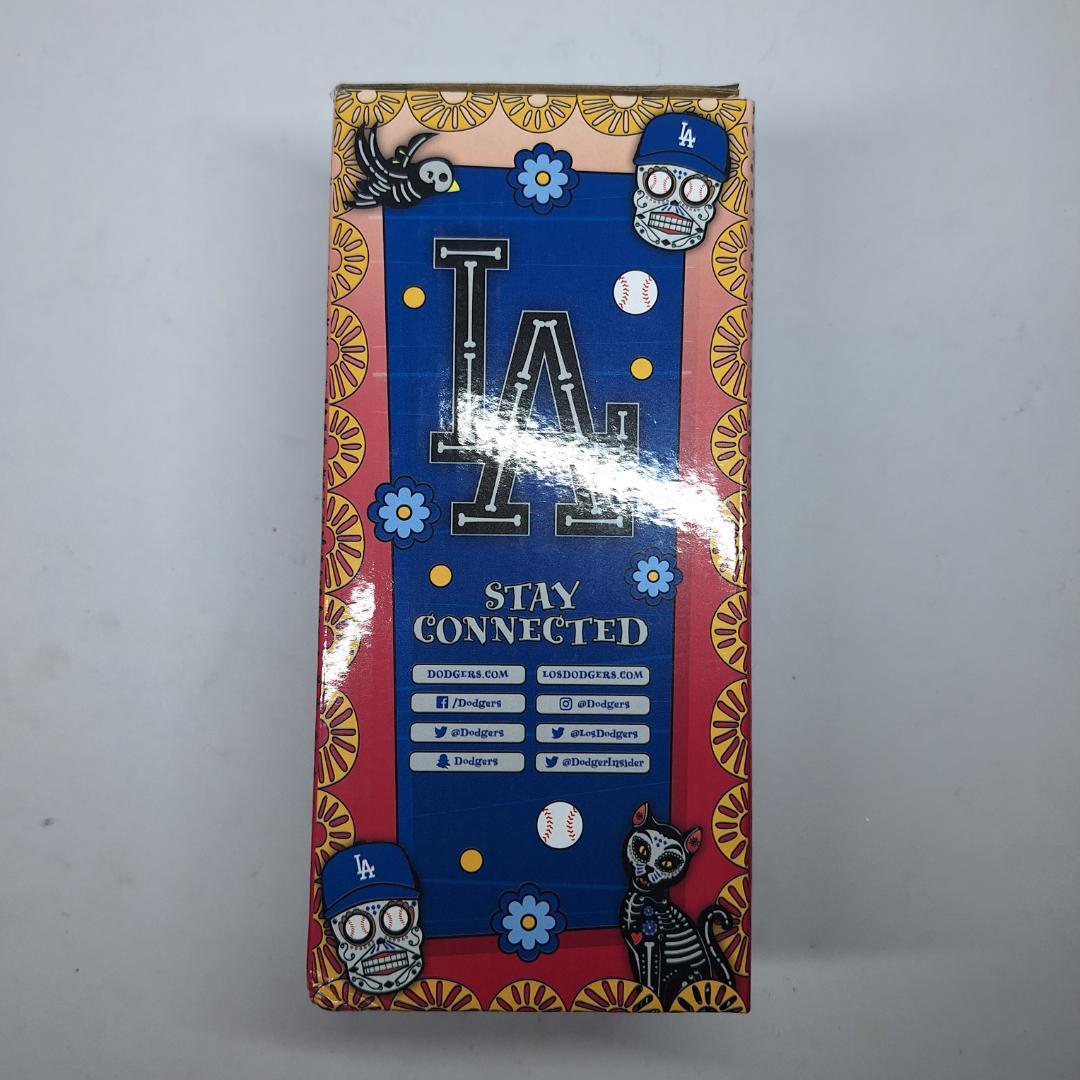 LA
LA
STAY
CONNECTED
DODGERS.COM
LOSDODGERS.COM
/Dodgers
@Dodgers
@Dodgers
@LosDodgers
Dodgers
@DodgerInsider
LA